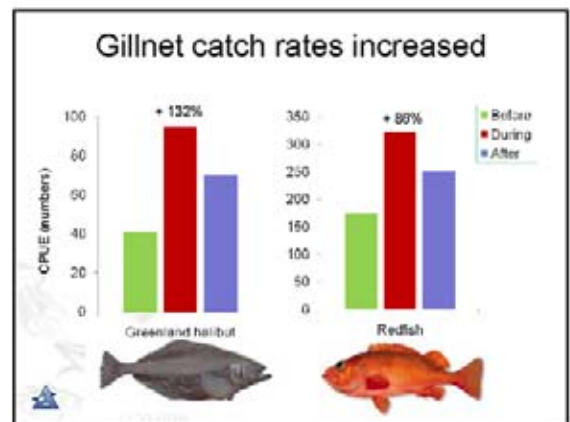 Gillnet catch rates increased
+ 132%
100
80
60
40
20
0
CPUE (numbers)
Greenland halibut
+ 86%
350
300
250
200
150
100
50
0
Redfish
Before
During
After